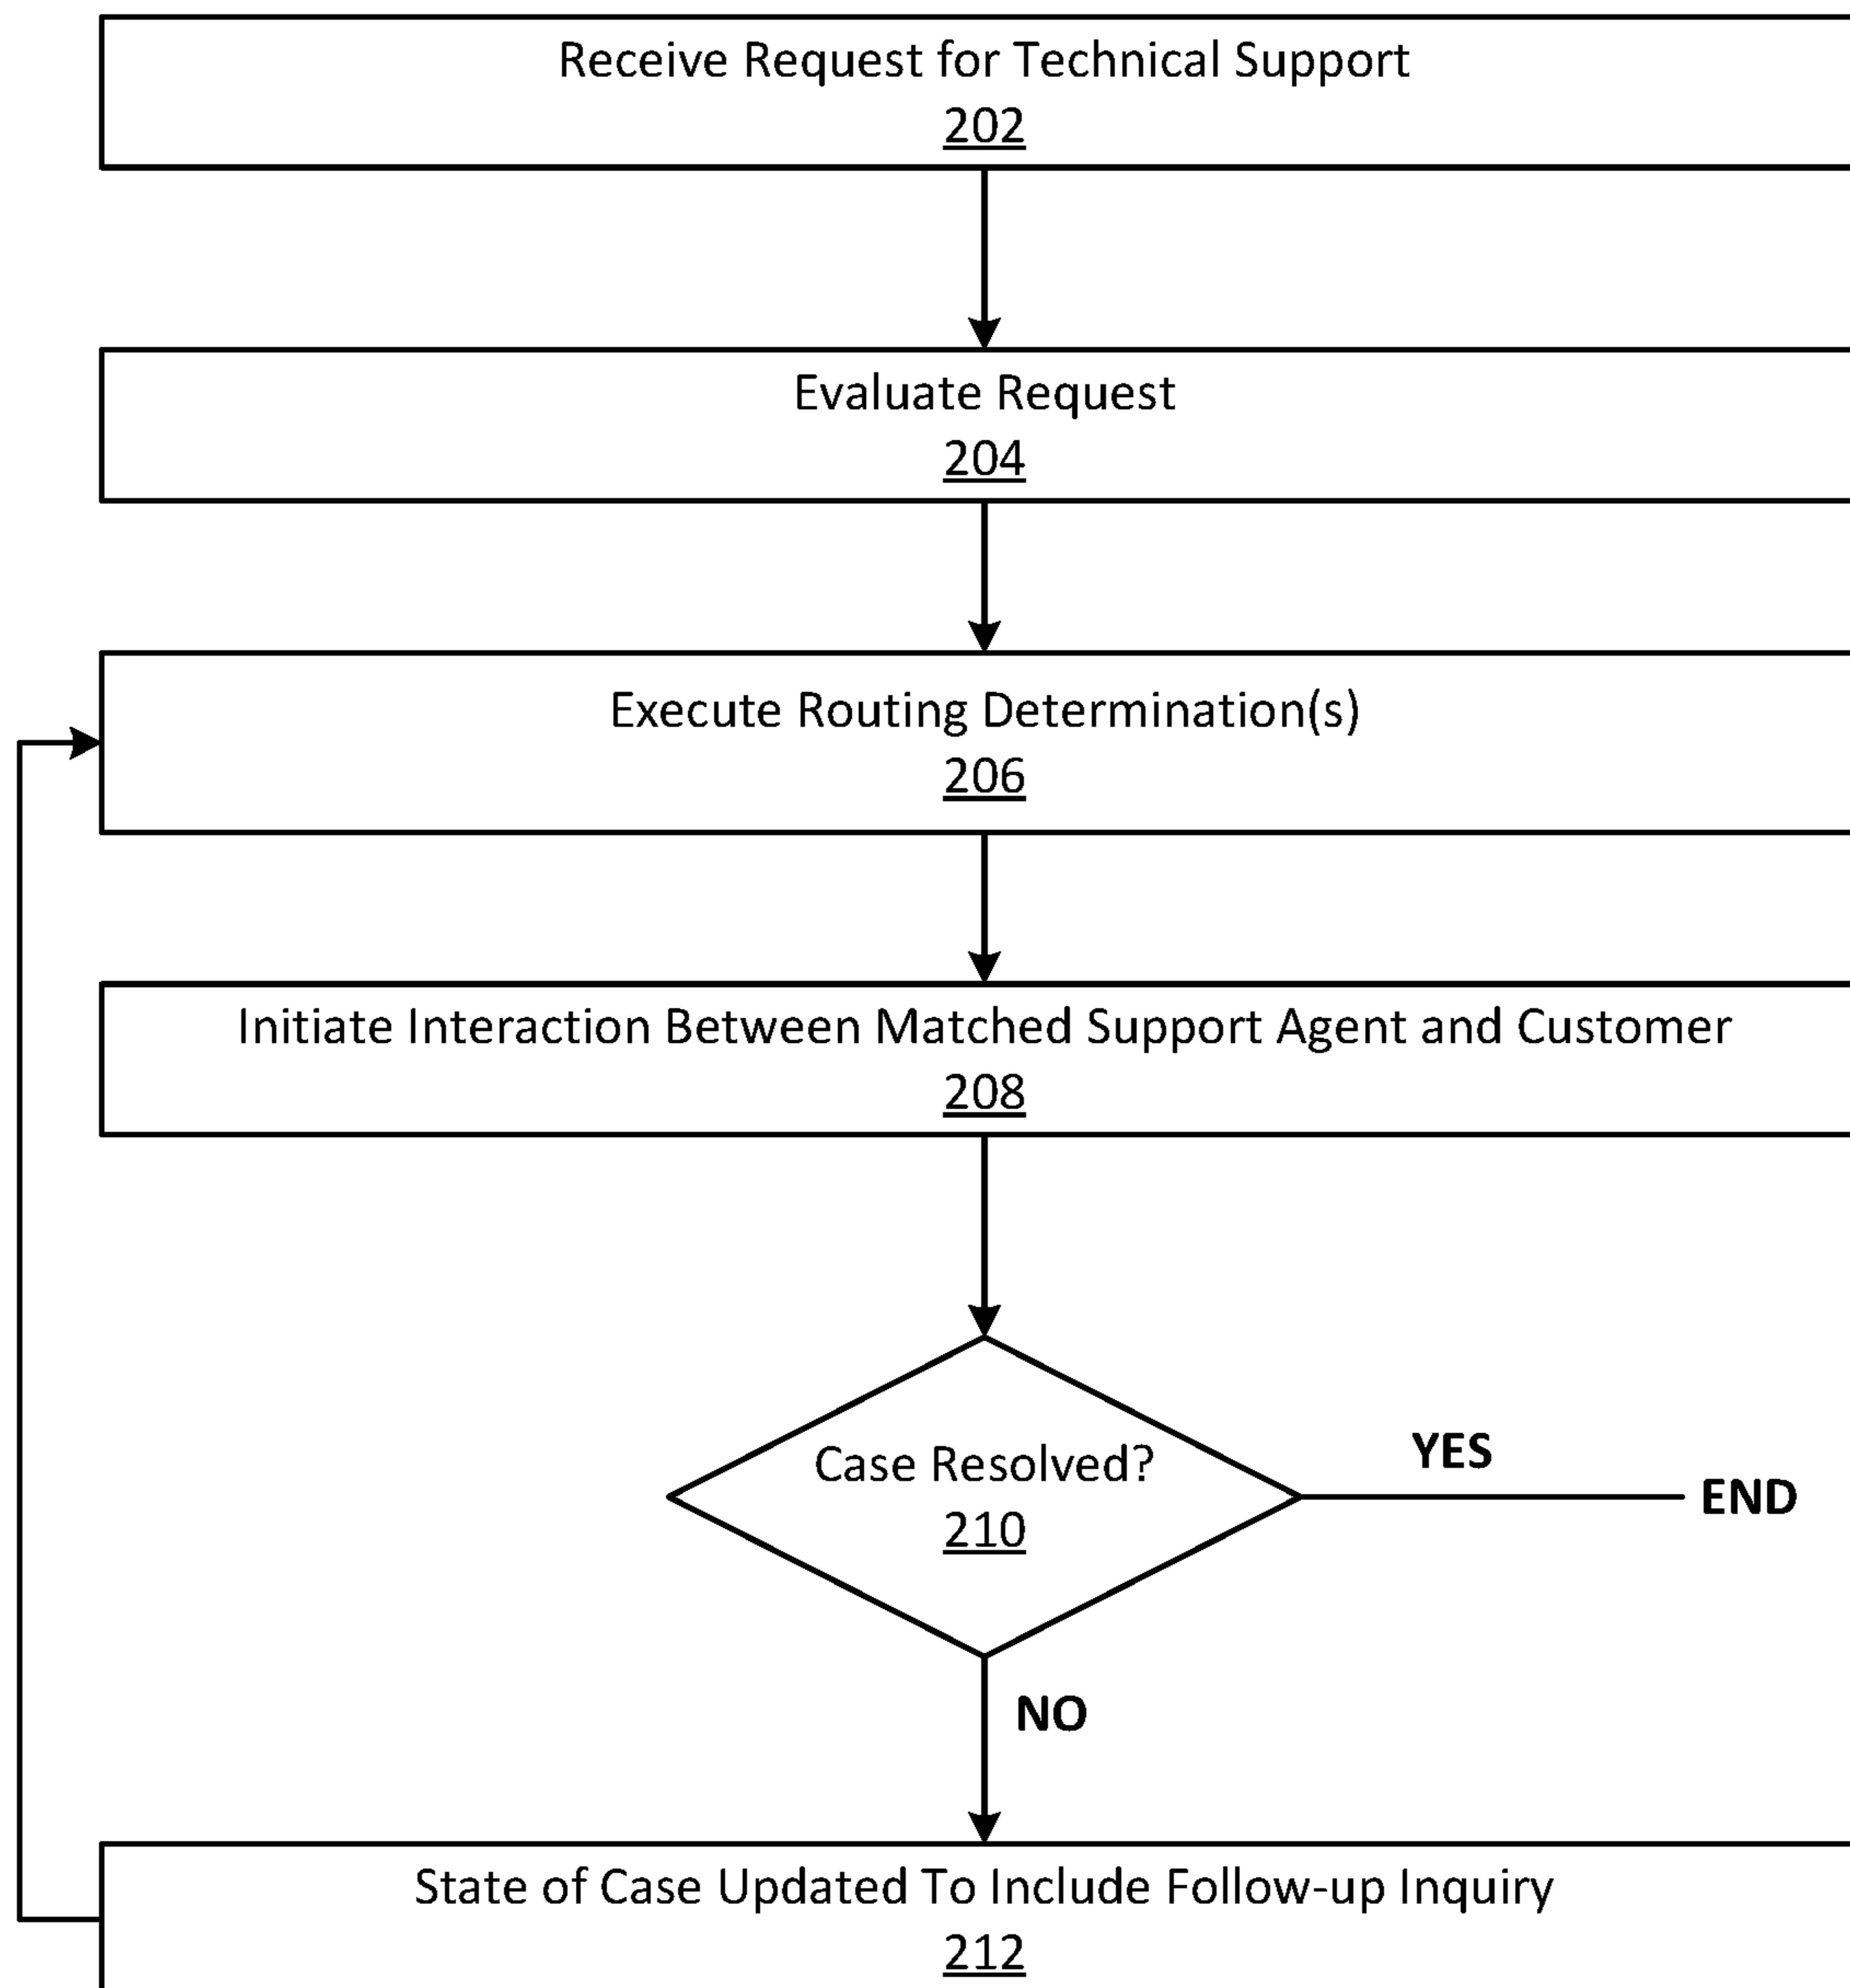 Receive Request for Technical Support
202
Evaluate Request
204
Execute Routing Determination(s)
206
Initiate Interaction Between Matched Support Agent and Customer
208
Case Resolved?
210
YES
END
NO
State of Case Updated To Include Follow-up Inquiry
212